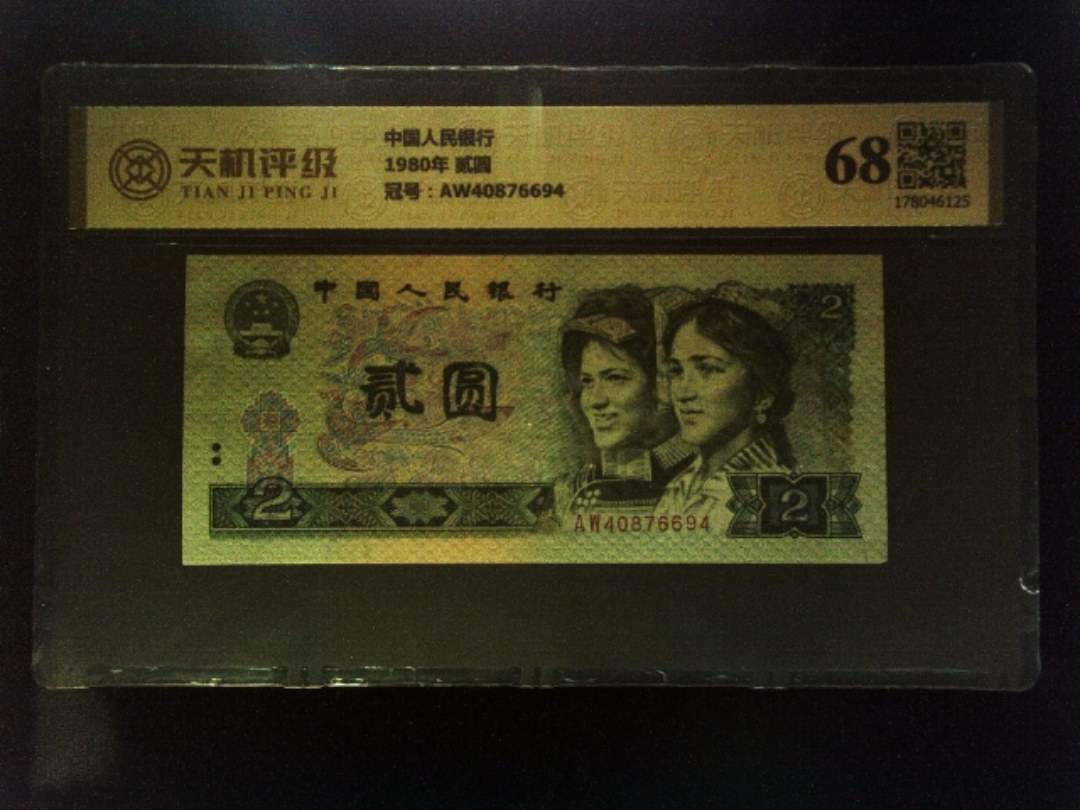 天机评级
TIAN JI PING JI
中国人民银行
1980年 贰圆
冠号：AW40876694
68
178046125
中国人民银行
2
贰圆
2
AW40876694
2